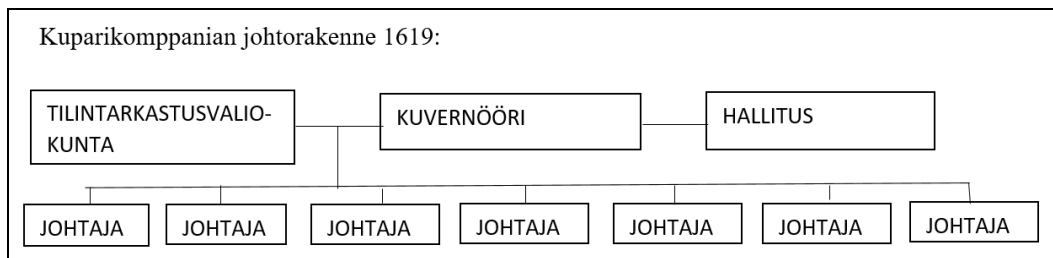 Kuparikomppanian johtorakenne 1619:
TILINTARKASTUSVALIO-
KUNTA
KUVERNÖÖRI
HALLITUS
JOHTAJA
JOHTAJA
JOHTAJA
JOHTAJA
JOHTAJA
JOHTAJA
JOHTAJA